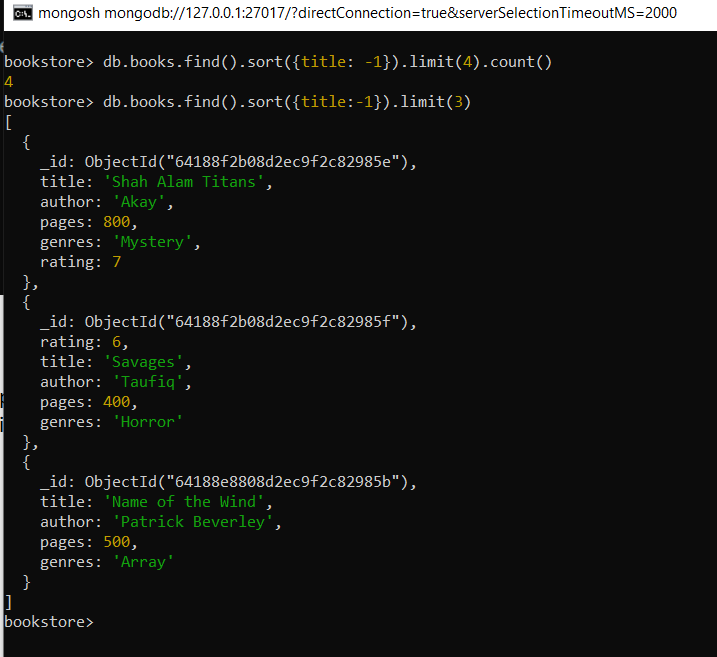 mongosh mongodb://127.0.0.1:27017/?directConnection=true&serverSelectionTimeoutMS=2000
bookstore> db.books.find().sort({title: -1}).limit(4).count()
4
bookstore> db.books.find().sort({title:-1}).limit(3)
[
  {
    _id: ObjectId("64188f2b08d2ec9f2c82985e"),
    title: 'Shah Alam Titans',
    author: 'Akay',
    pages: 800,
    genres: 'Mystery',
    rating: 7
  },
  {
    _id: ObjectId("64188f2b08d2ec9f2c82985f"),
    rating: 6,
    title: 'Savages',
    author: 'Taufiq',
    pages: 400,
    genres: 'Horror'
  },
  {
    _id: ObjectId("64188e8808d2ec9f2c82985b"),
    title: 'Name of the Wind',
    author: 'Patrick Beverley',
    pages: 500,
    genres: 'Array'
  }
]
bookstore>